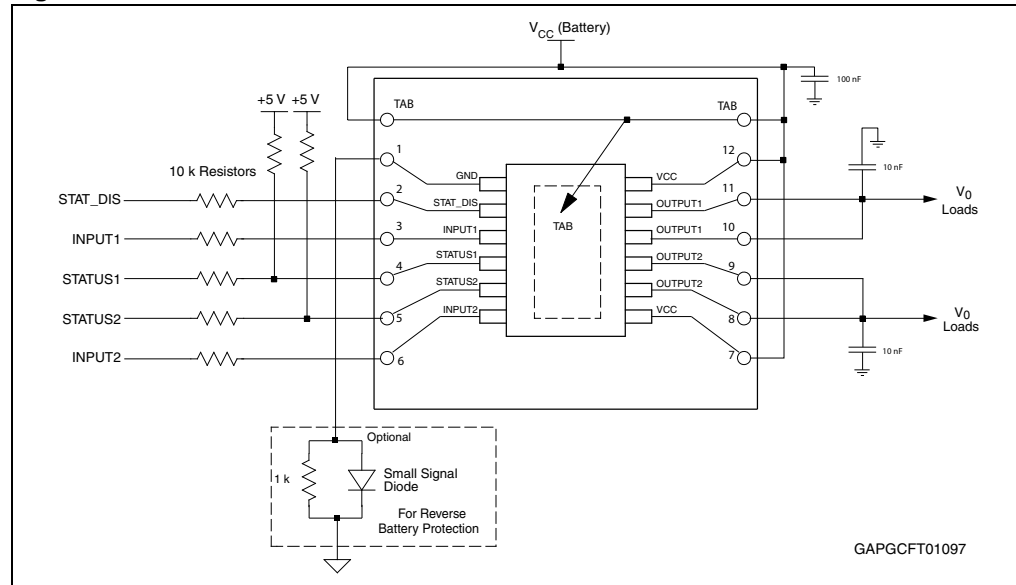 V_CC (Battery)
100 nF
+5 V +5 V
TAB
TAB
1
12
10 nF
10 k Resistors
GND
VCC
STAT_DIS
2
STAT_DIS
OUTPUT1
11
V0
Loads
INPUT1
3
INPUT1
TAB
OUTPUT1
10
STATUS1
4
STATUS1
OUTPUT2
9
STATUS2
5
STATUS2
OUTPUT2
8
V0
Loads
INPUT2
6
INPUT2
VCC
7
10 nF
Optional
1 k
Small Signal
Diode
For Reverse
Battery Protection
GAPGCFT01097